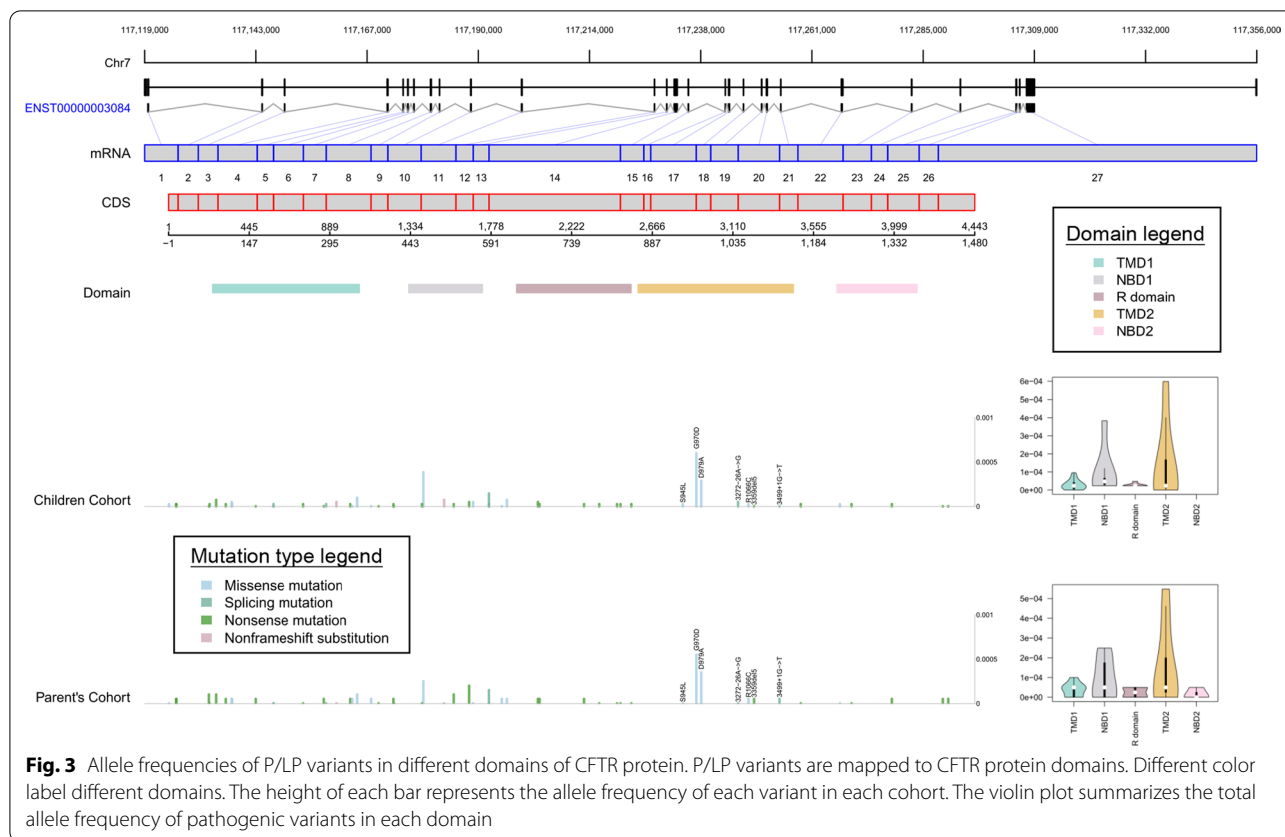 117,119,000 117,143,000 117,167,000 117,190,000 117,214,000 117,238,000 117,261,000 117,285,000 117,309,000 117,332,000 117,356,000
Chr7
ENST00000003084
mRNA
1 2 3 4 5 6 7 8 9 10 11 12 13 14 15 16 17 18 19 20 21 22 23 24 25 26 27
CDS
1 445 889 1,334 1,778 2,222 2,666 3,110 3,555 3,999 4,443
−1 147 295 443 591 739 887 1,035 1,184 1,332 1,480
Domain
Domain legend
TMD1
NBD1
R domain
TMD2
NBD2
Children Cohort
S945L G970D D979A 3272−26A−>G R1066C 3359del5 3499+1G−>T
0.001
0.0005
0
6e−04
5e−04
4e−04
3e−04
2e−04
1e−04
0e+00
TMD1 NBD1 R domain TMD2 NBD2
Mutation type legend
Missense mutation
Splicing mutation
Nonsense mutation
Nonframeshift substitution
Parent's Cohort
S945L G970D D979A 3272−26A−>G R1066C 3359del5 3499+1G−>T
0.001
0.0005
0
5e−04
4e−04
3e−04
2e−04
1e−04
0e+00
TMD1 NBD1 R domain TMD2 NBD2
Fig. 3 Allele frequencies of P/LP variants in different domains of CFTR protein. P/LP variants are mapped to CFTR protein domains. Different color
label different domains. The height of each bar represents the allele frequency of each variant in each cohort. The violin plot summarizes the total
allele frequency of pathogenic variants in each domain